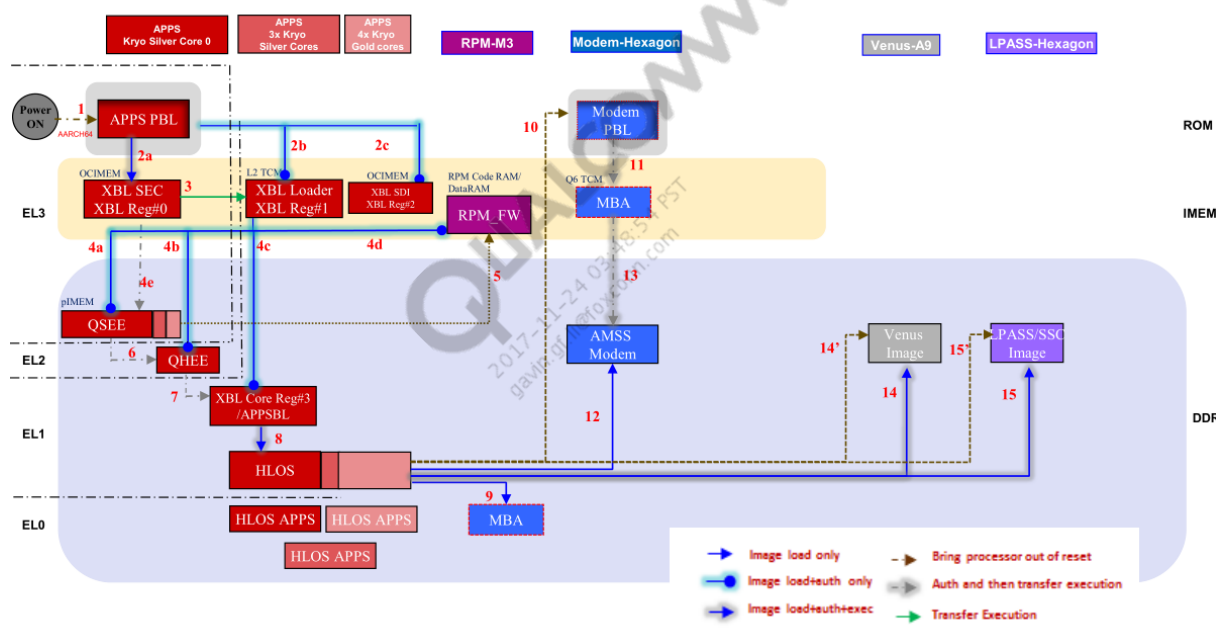 APPS
Kryo Silver Core 0
APPS
3x Kryo
Silver Cores
APPS
4x Kryo
Gold cores
RPM-M3
Modem-Hexagon
Venus-A9
LPASS-Hexagon
Power
ON
1
AARCH64
APPS PBL
2a
2b
2c
10
Modem
PBL
11
ROM
OCIMEM
XBL SEC
XBL Reg#0
3
L2 TCM
XBL Loader
XBL Reg#1
OCIMEM
XBL SDI
XBL Reg#2
RPM Code RAM/
DataRAM
RPM_FW
Q6 TCM
MBA
EL3
IMEM
4a
4b
4c
4d
4e
5
13
pIMEM
QSEE
6
QHEE
EL2
7
AMSS
Modem
14'
Venus
Image
15'
LPASS/SSC
Image
XBL Core Reg#3
/APPSBL
12
14
15
EL1
DDR
8
HLOS
9
EL0
HLOS APPS
HLOS APPS
MBA
HLOS APPS
Image load only
Bring processor out of reset
Image load+auth only
Auth and then transfer execution
Image load+auth+exec
Transfer Execution